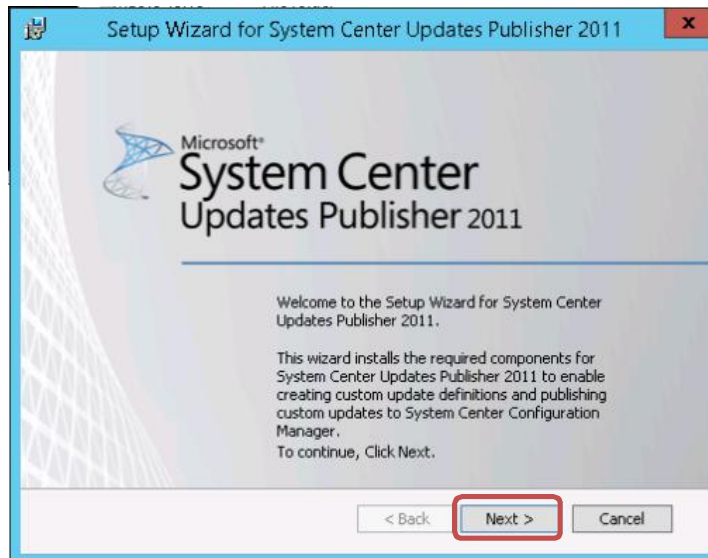 Setup Wizard for System Center Updates Publisher 2011
x
Microsoft®
System Center
Updates Publisher 2011
Welcome to the Setup Wizard for System Center
Updates Publisher 2011.
This wizard installs the required components for
System Center Updates Publisher 2011 to enable
creating custom update definitions and publishing
custom updates to System Center Configuration
Manager.
To continue, Click Next.
< Back Next > Cancel